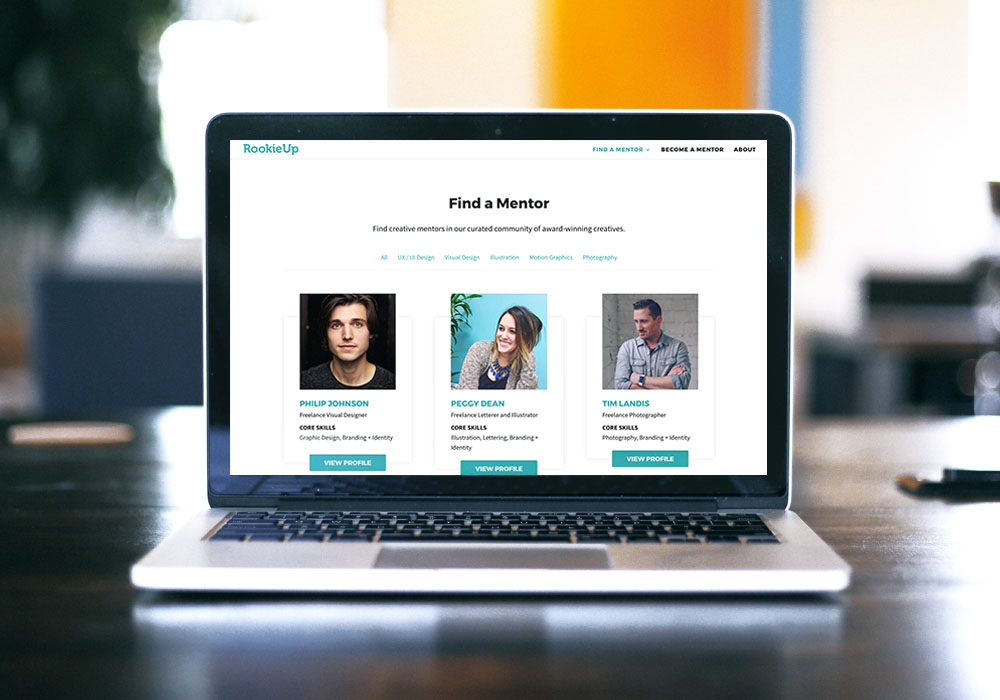 RookieUp
FIND A MENTOR BECOME A MENTOR ABOUT
Find a Mentor
Find creative mentors in our curated community of award-winning creatives.
All UX / UI Design Visual Design Illustration Motion Graphics Photography
PHILIP JOHNSON
Freelance Visual Designer
CORE SKILLS
Graphic Design, Branding + Identity
VIEW PROFILE
PEGGY DEAN
Freelance Letterer and Illustrator
CORE SKILLS
Illustration, Lettering, Branding +
Identity
VIEW PROFILE
TIM LANDIS
Freelance Photographer
CORE SKILLS
Photography, Branding + Identity
VIEW PROFILE